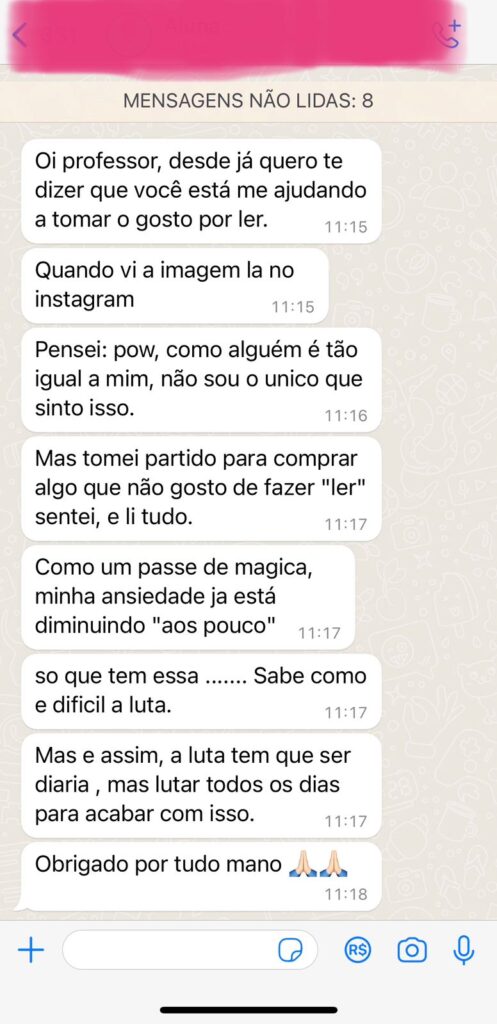 MENSAGENS NÃO LIDAS: 8
Oi professor, desde já quero te
dizer que você está me ajudando
a tomar o gosto por ler.
11:15
Quando vi a imagem la no
instagram
11:15
Pensei: pow, como alguém é tão
igual a mim, não sou o unico que
sinto isso.
11:16
Mas tomei partido para comprar
algo que não gosto de fazer "ler"
sentei, e li tudo.
11:17
Como um passe de magica,
minha ansiedade ja está
diminuindo "aos pouco"
11:17
so que tem essa ....... Sabe como
e dificil a luta.
11:17
Mas e assim, a luta tem que ser
diaria , mas lutar todos os dias
para acabar com isso.
11:17
Obrigado por tudo mano 🙏🏻🙏🏻
11:18
R$